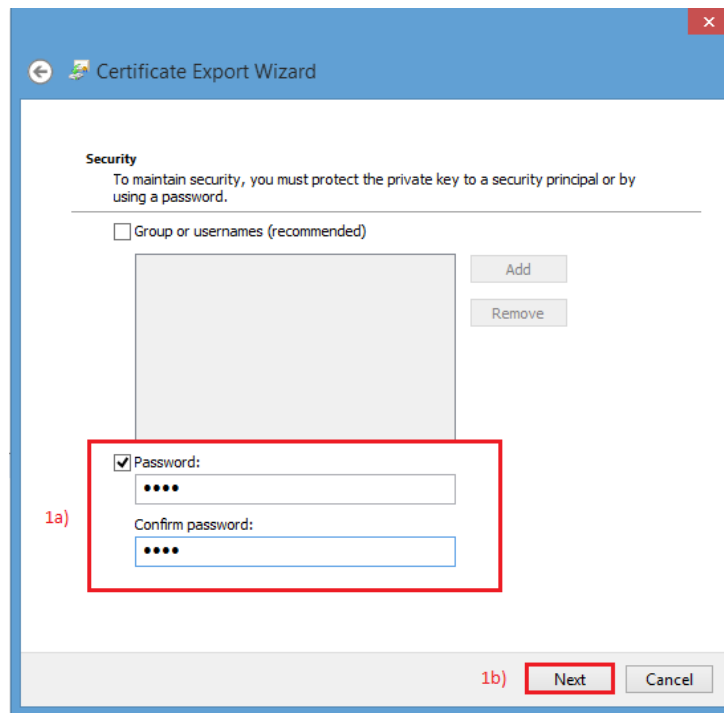 Certificate Export Wizard
Security
To maintain security, you must protect the private key to a security principal or by
using a password.
Group or usernames (recommended)
Add
Remove
Password:
••••
1a)
Confirm password:
••••
1b)
Next
Cancel